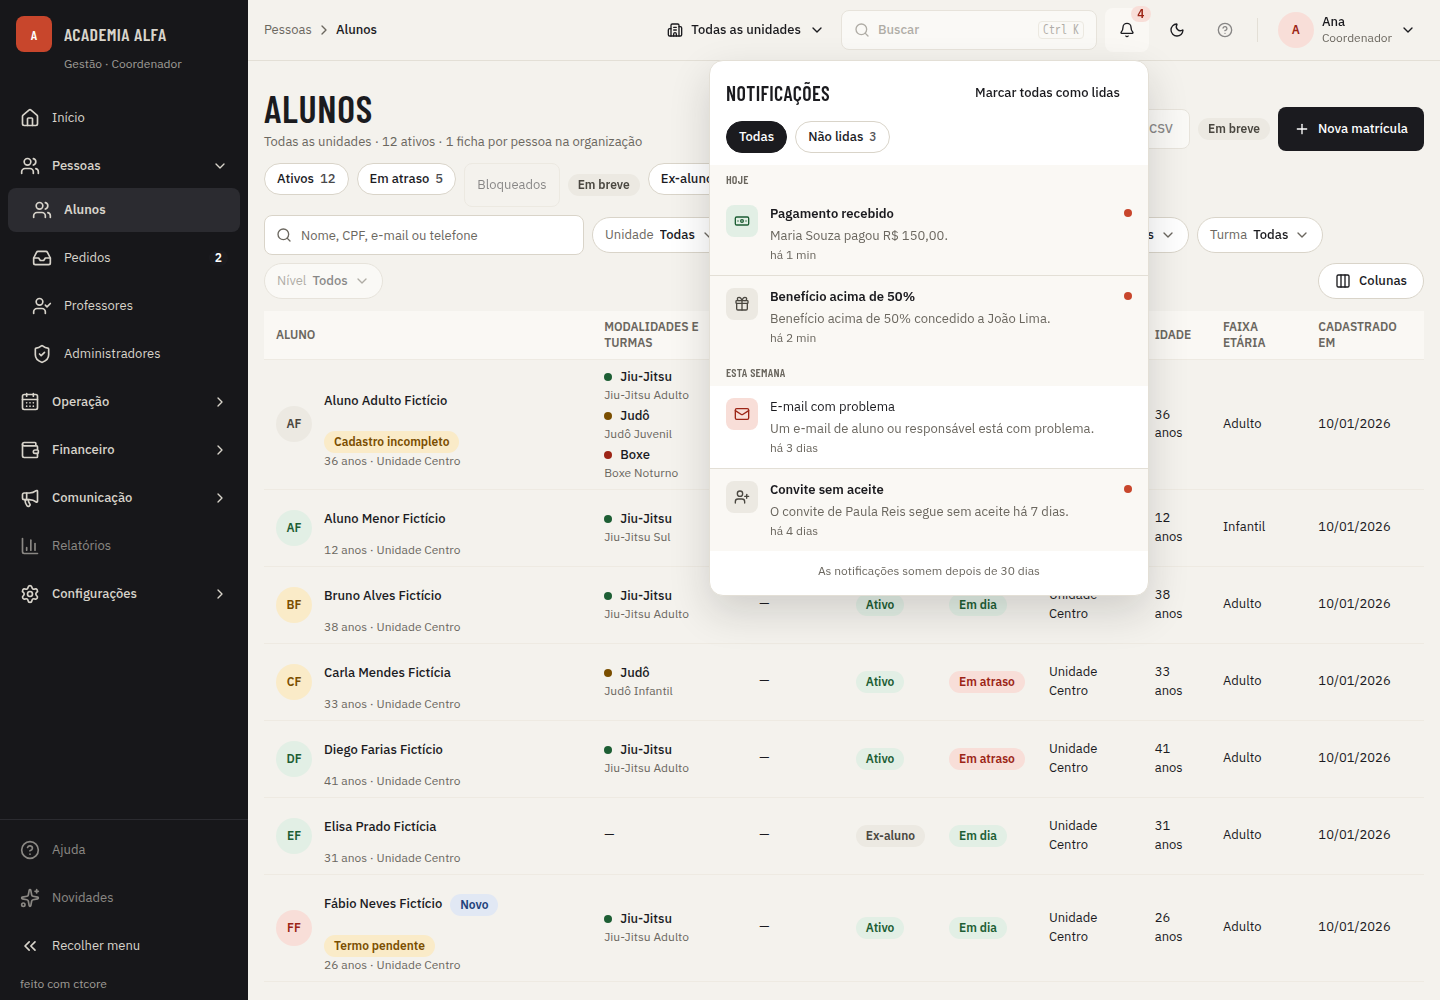 A ACADEMIA ALFA
Gestão · Coordenador
Início
Pessoas
Alunos
Pedidos 2
Professores
Administradores
Operação
Financeiro
Comunicação
Relatórios
Configurações
Ajuda
Novidades
Recolher menu
feito com ctcore
Pessoas Alunos
Todas as unidades
Buscar Ctrl K
4
A Ana
Coordenador
ALUNOS
Todas as unidades · 12 ativos · 1 ficha por pessoa na organização
CSV Em breve Nova matrícula
Ativos 12 Em atraso 5 Bloqueados Em breve
Nome, CPF, e-mail ou telefone
Unidade Todas
Turma Todas
Nível Todos
Colunas
NOTIFICAÇÕES Marcar todas como lidas
Todas Não lidas 3
HOJE
Pagamento recebido
Maria Souza pagou R$ 150,00.
há 1 min
Benefício acima de 50%
Benefício acima de 50% concedido a João Lima.
há 2 min
ESTA SEMANA
E-mail com problema
Um e-mail de aluno ou responsável está com problema.
há 3 dias
Convite sem aceite
O convite de Paula Reis segue sem aceite há 7 dias.
há 4 dias
As notificações somem depois de 30 dias
ALUNO MODALIDADES E TURMAS IDADE FAIXA ETÁRIA CADASTRADO EM
AF Aluno Adulto Fictício
Cadastro incompleto
36 anos · Unidade Centro
Jiu-Jitsu
Jiu-Jitsu Adulto
Judô
Judô Juvenil
Boxe
Boxe Noturno
36 anos Adulto 10/01/2026
AF Aluno Menor Fictício
12 anos · Unidade Centro
Jiu-Jitsu
Jiu-Jitsu Sul
12 anos Infantil 10/01/2026
BF Bruno Alves Fictício
38 anos · Unidade Centro
Jiu-Jitsu
Jiu-Jitsu Adulto
— Ativo Em dia Unidade Centro 38 anos Adulto 10/01/2026
CF Carla Mendes Fictícia
33 anos · Unidade Centro
Judô
Judô Infantil
— Ativo Em atraso Unidade Centro 33 anos Adulto 10/01/2026
DF Diego Farias Fictício
41 anos · Unidade Centro
Jiu-Jitsu
Jiu-Jitsu Adulto
— Ativo Em atraso Unidade Centro 41 anos Adulto 10/01/2026
EF Elisa Prado Fictícia
31 anos · Unidade Centro
— — Ex-aluno Em dia Unidade Centro 31 anos Adulto 10/01/2026
FF Fábio Neves Fictício Novo
Termo pendente
26 anos · Unidade Centro
Jiu-Jitsu
Jiu-Jitsu Adulto
— Ativo Em dia Unidade Centro 26 anos Adulto 10/01/2026